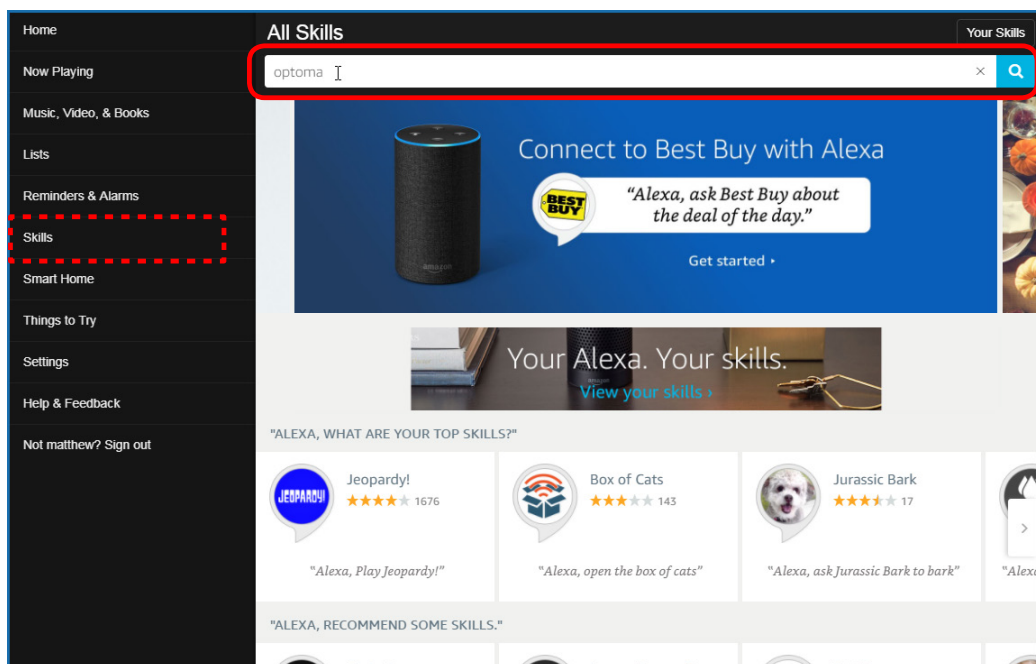 Home
Now Playing
Music, Video, & Books
Lists
Reminders & Alarms
Skills
Smart Home
Things to Try
Settings
Help & Feedback
Not matthew? Sign out
All Skills
Your Skills
optoma
Connect to Best Buy with Alexa
BEST
BUY
“Alexa, ask Best Buy about
the deal of the day.”
Get started ›
amazon
Your Alexa. Your skills.
amazon
View your skills ›
"ALEXA, WHAT ARE YOUR TOP SKILLS?"
JEOPARDY!
Jeopardy!
1676
"Alexa, Play Jeopardy!"
Box of Cats
143
"Alexa, open the box of cats"
Jurassic Bark
17
"Alexa, ask Jurassic Bark to bark"
"ALEXA, RECOMMEND SOME SKILLS."